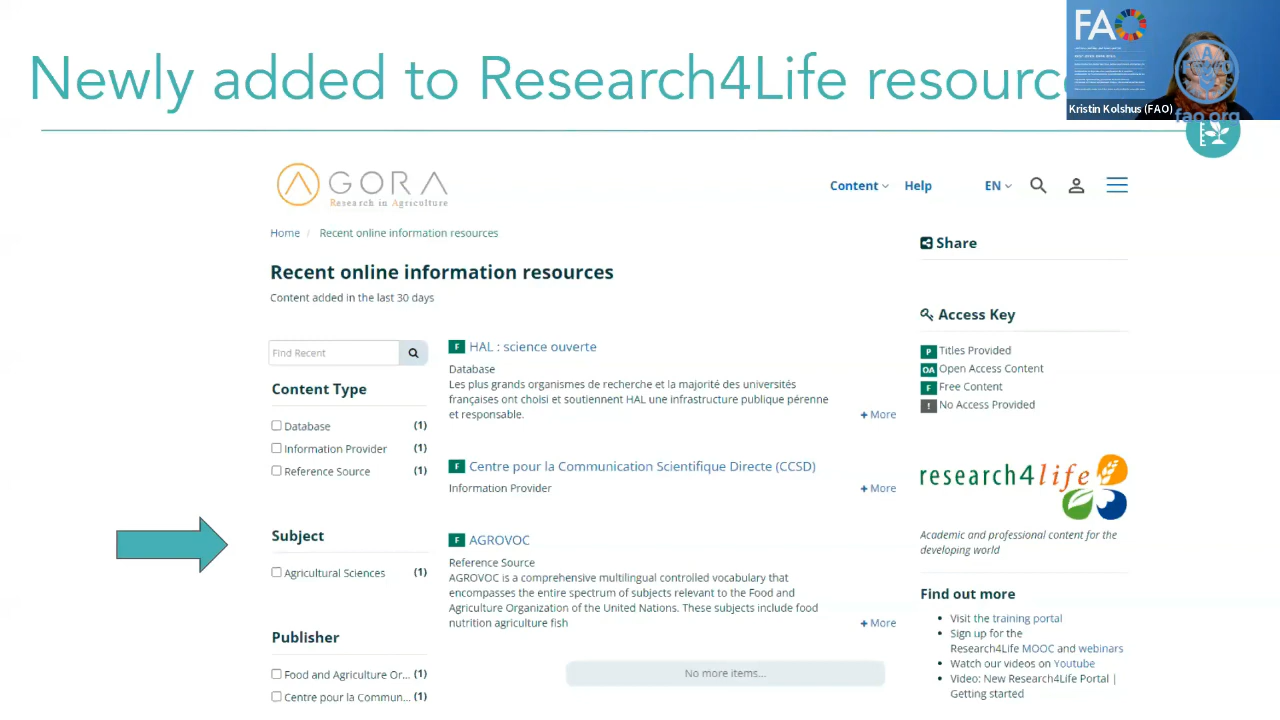 Newly added to Research4Life resourc
FAO
Kristin Kolshus (FAO)
fao.org
AGORA
Research in Agriculture
Content
Help
EN
Home / Recent online information resources
Recent online information resources
Content added in the last 30 days
Find Recent
Content Type
Database (1)
Information Provider (1)
Reference Source (1)
Subject
Agricultural Sciences (1)
Publisher
Food and Agriculture Or... (1)
Centre pour la Commun... (1)
F HAL : science ouverte
Database
Les plus grands organismes de recherche et la majorité des universités
françaises ont choisi et soutiennent HAL une infrastructure publique pérenne
et responsable.
+ More
F Centre pour la Communication Scientifique Directe (CCSD)
Information Provider
+ More
F AGROVOC
Reference Source
AGROVOC is a comprehensive multilingual controlled vocabulary that
encompasses the entire spectrum of subjects relevant to the Food and
Agriculture Organization of the United Nations. These subjects include food
nutrition agriculture fish
+ More
No more items...
Share
Access Key
P Titles Provided
OA Open Access Content
F Free Content
! No Access Provided
research4life
Academic and professional content for the
developing world
Find out more
• Visit the training portal
• Sign up for the
Research4Life MOOC and webinars
• Watch our videos on Youtube
• Video: New Research4Life Portal |
Getting started